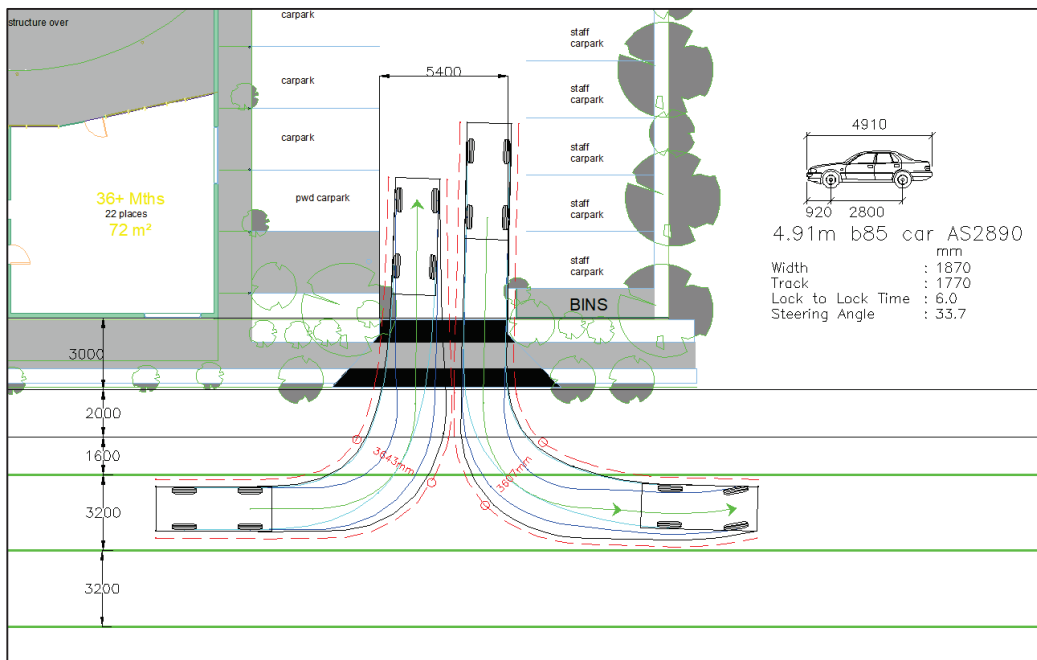 structure over
carpark
carpark
carpark
pwd carpark
staff
carpark
staff
carpark
staff
carpark
staff
carpark
staff
carpark
5400
36+ Mths
22 places
72 m²
BINS
3000
2000
1600
3200
3200
3643mm
3607mm
4910
920
2800
4.91m b85 car AS2890
mm
Width : 1870
Track : 1770
Lock to Lock Time : 6.0
Steering Angle : 33.7